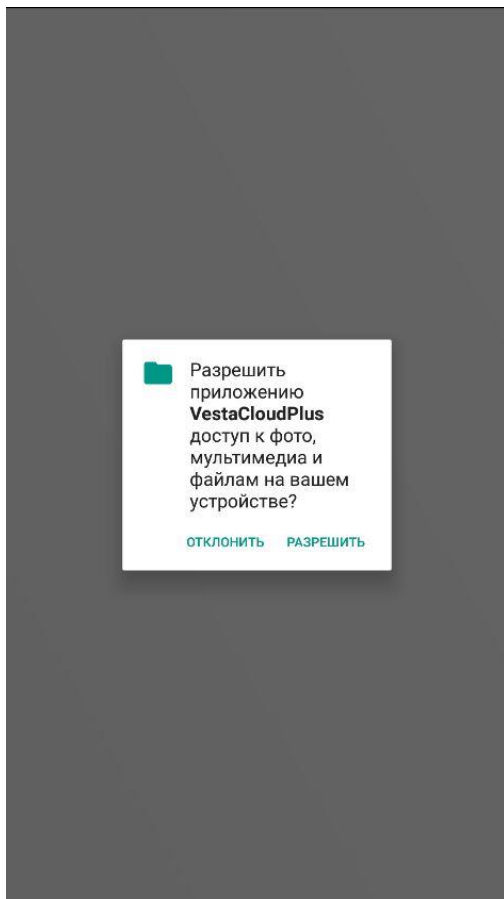 Разрешить
приложению
VestaCloudPlus
доступ к фото,
мультимедиа и
файлам на вашем
устройстве?
ОТКЛОНИТЬ РАЗРЕШИТЬ